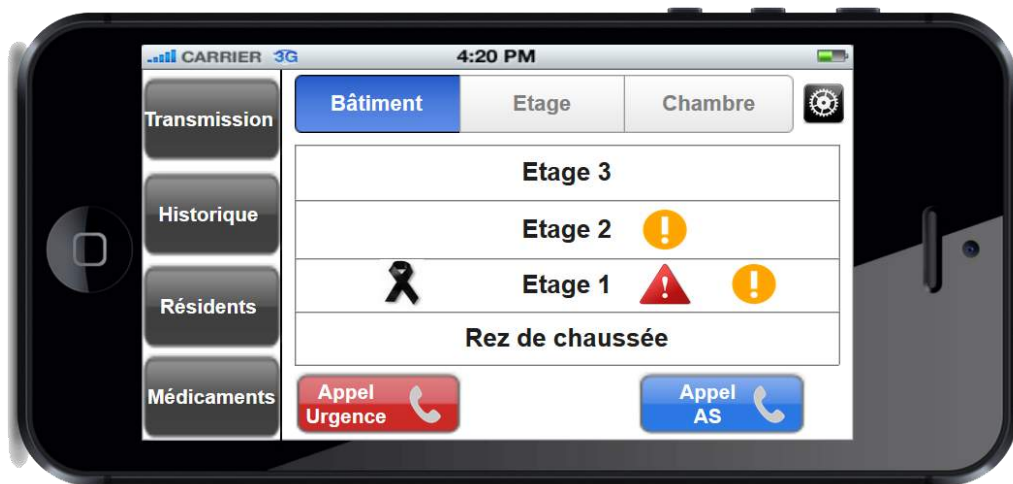 CARRIER 3G 4:20 PM
Transmission
Historique
Résidents
Médicaments
Bâtiment Etage Chambre
Etage 3
Etage 2
Etage 1
Rez de chaussée
Appel
Urgence
Appel
AS